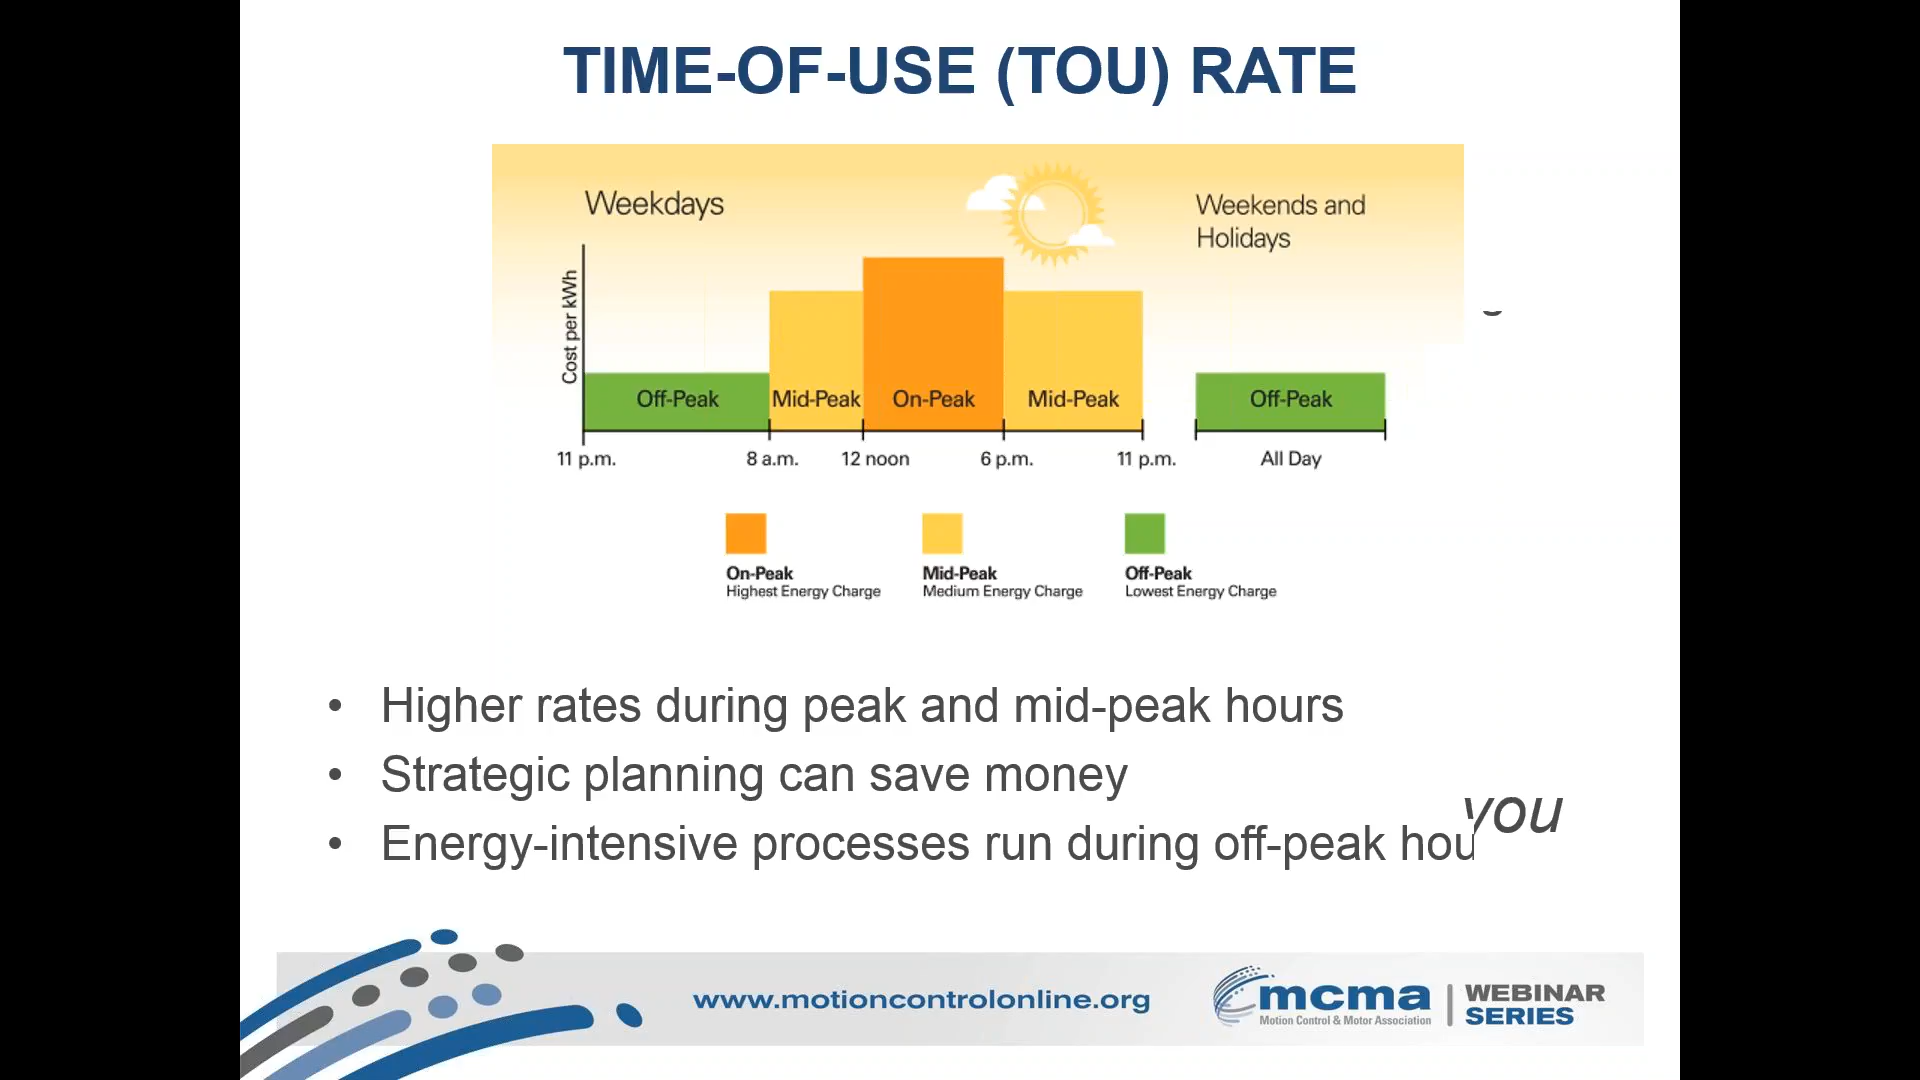 TIME-OF-USE (TOU) RATE
Weekdays
Weekends and
Holidays
Cost per kWh
Off-Peak
Mid-Peak
On-Peak
Mid-Peak
Off-Peak
11 p.m.
8 a.m.
12 noon
6 p.m.
11 p.m.
All Day
On-Peak
Highest Energy Charge
Mid-Peak
Medium Energy Charge
Off-Peak
Lowest Energy Charge
• Higher rates during peak and mid-peak hours
• Strategic planning can save money
you
• Energy-intensive processes run during off-peak hou
www.motioncontrolonline.org
mcma
Motion Control & Motor Association
WEBINAR
SERIES